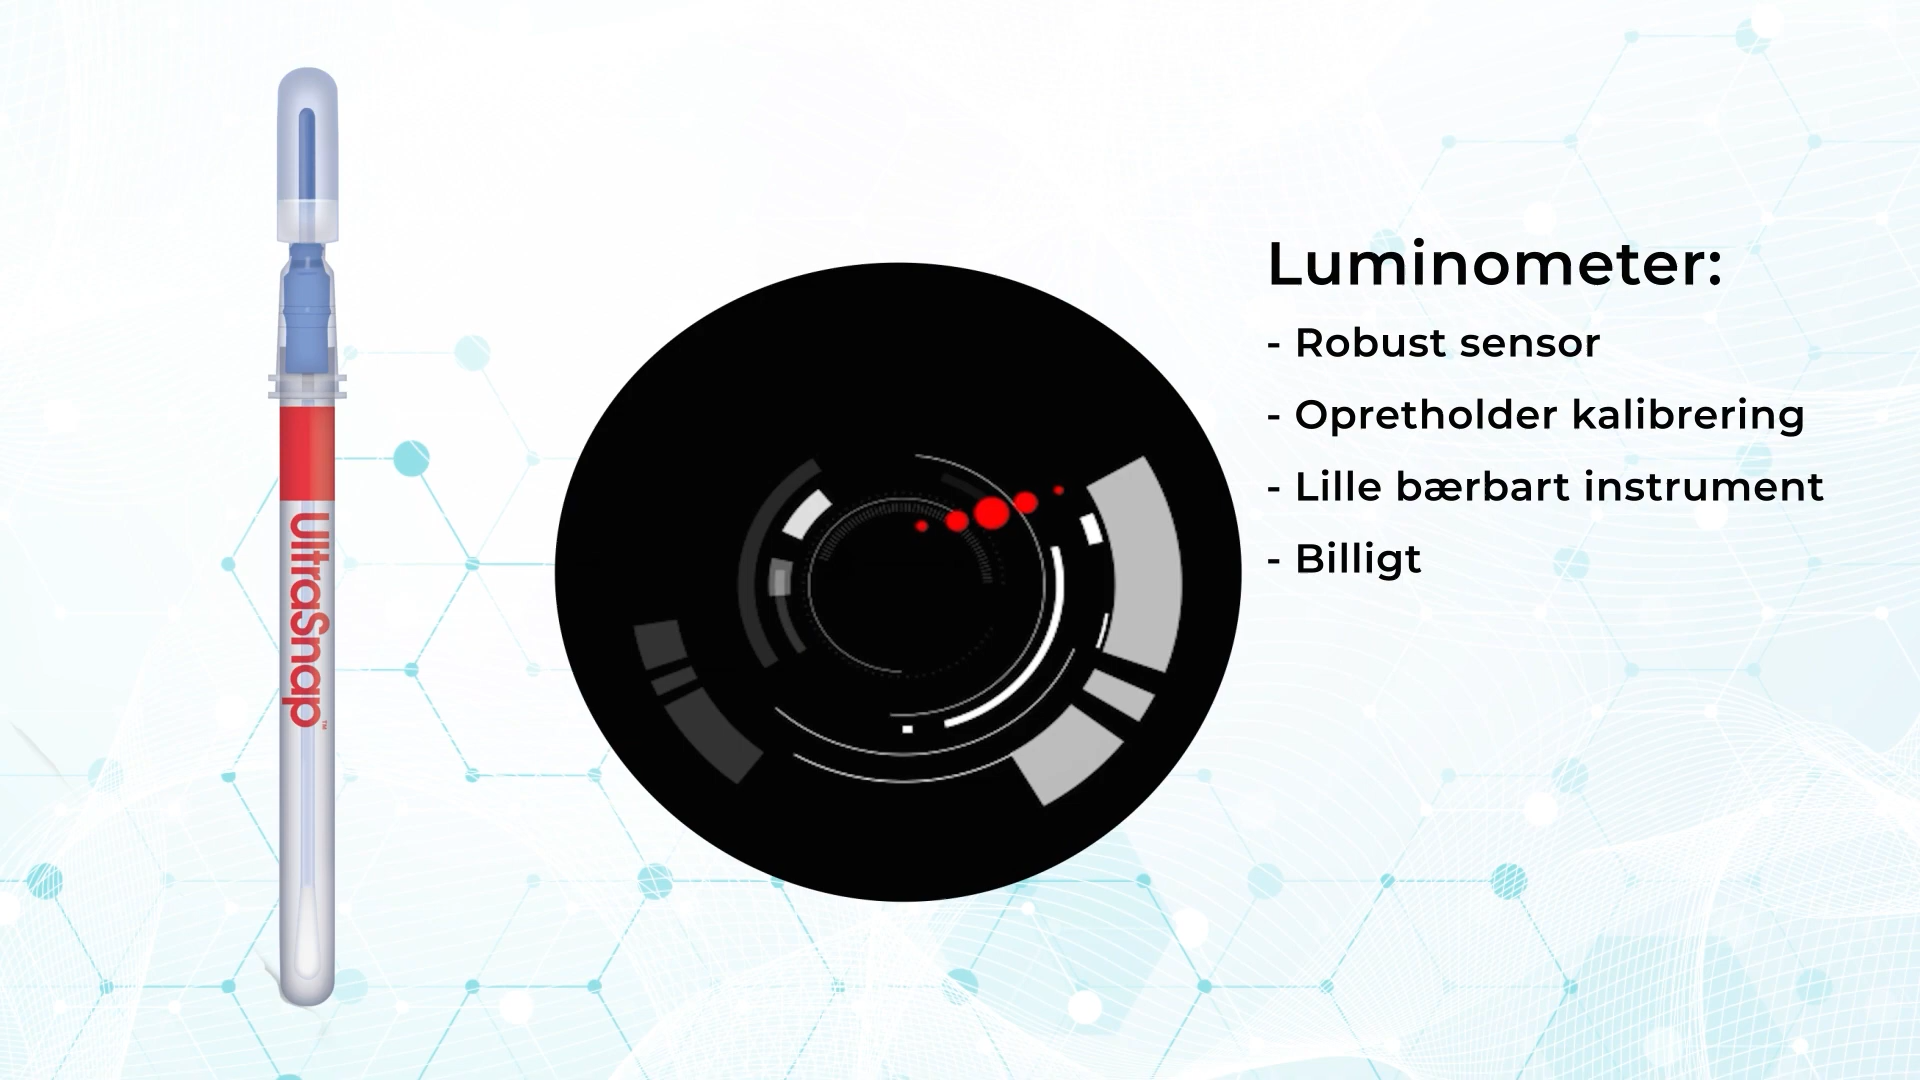 UltraSnap™
Luminometer:
- Robust sensor
- Opretholder kalibrering
- Lille bærbart instrument
- Billigt